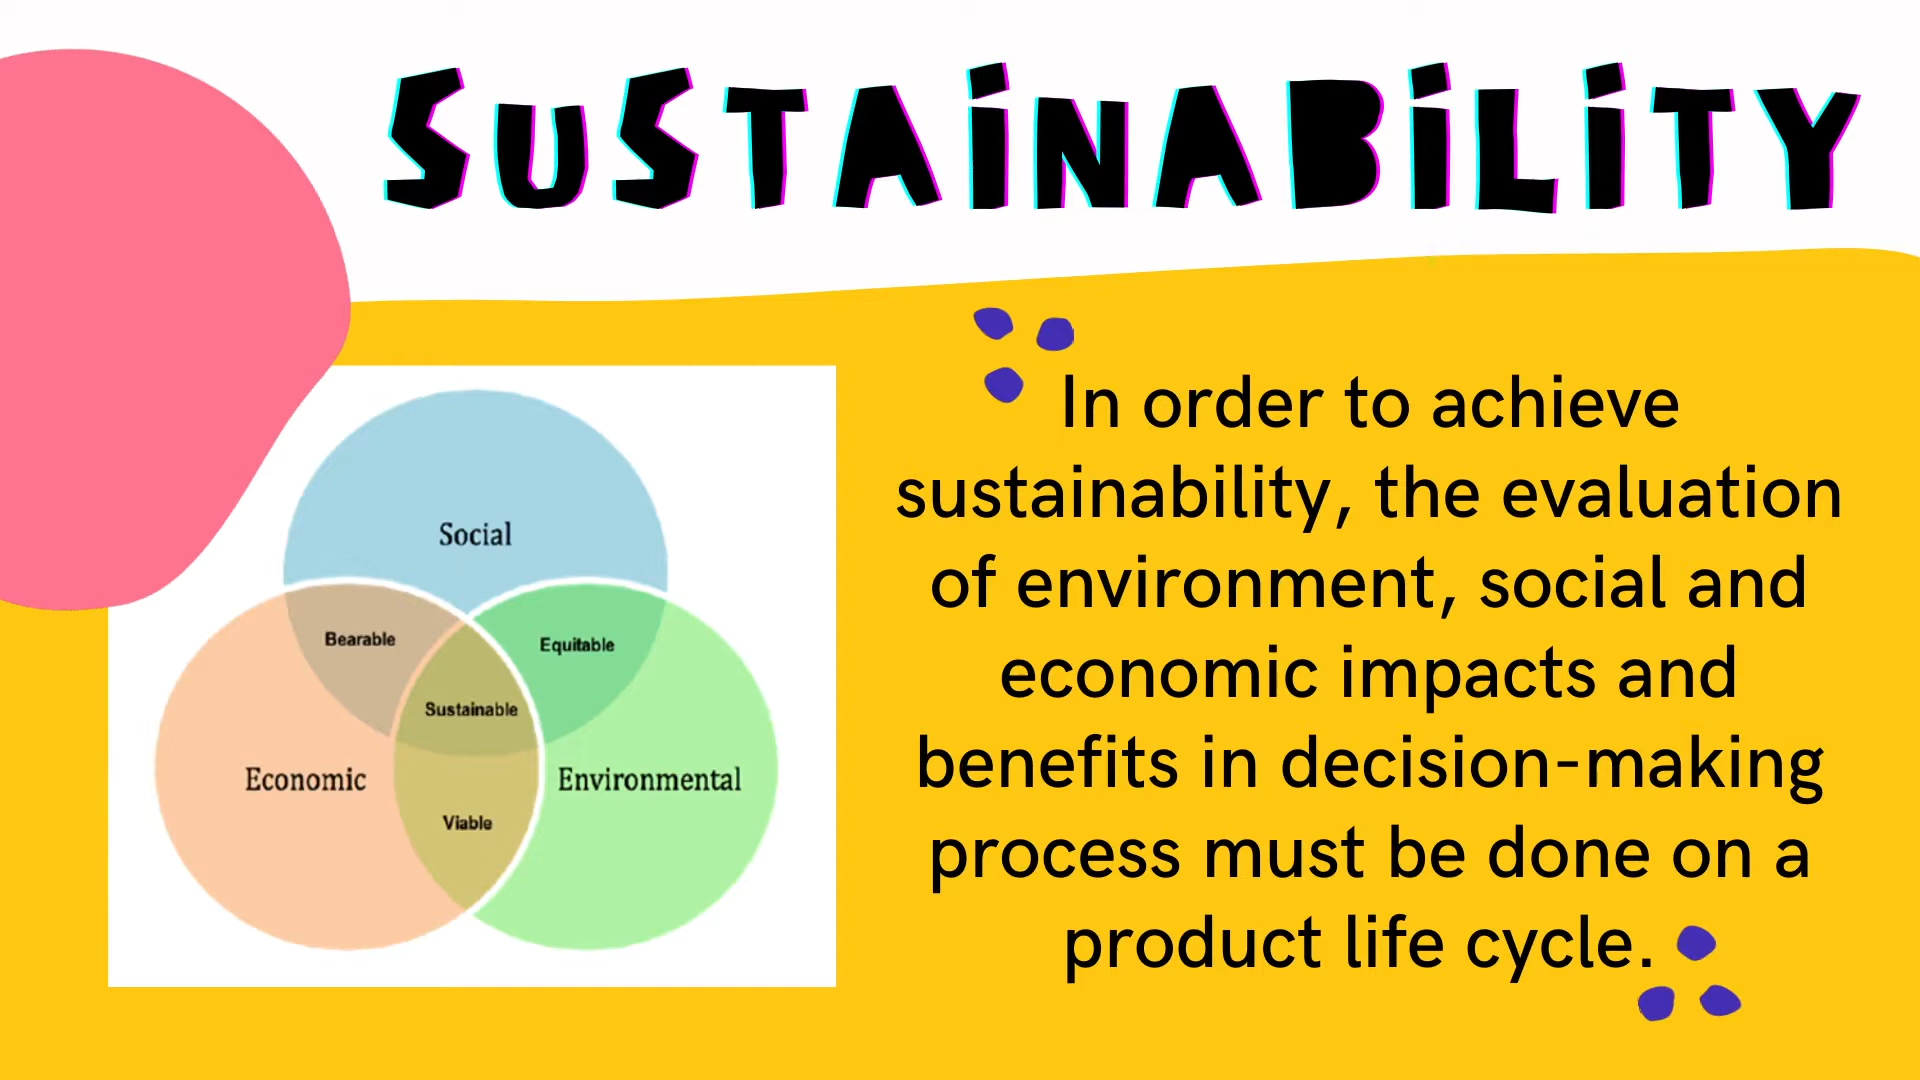 SUSTAINABILITY
Social
Bearable
Equitable
Sustainable
Economic
Environmental
Viable
In order to achieve
sustainability, the evaluation
of environment, social and
economic impacts and
benefits in decision-making
process must be done on a
product life cycle.